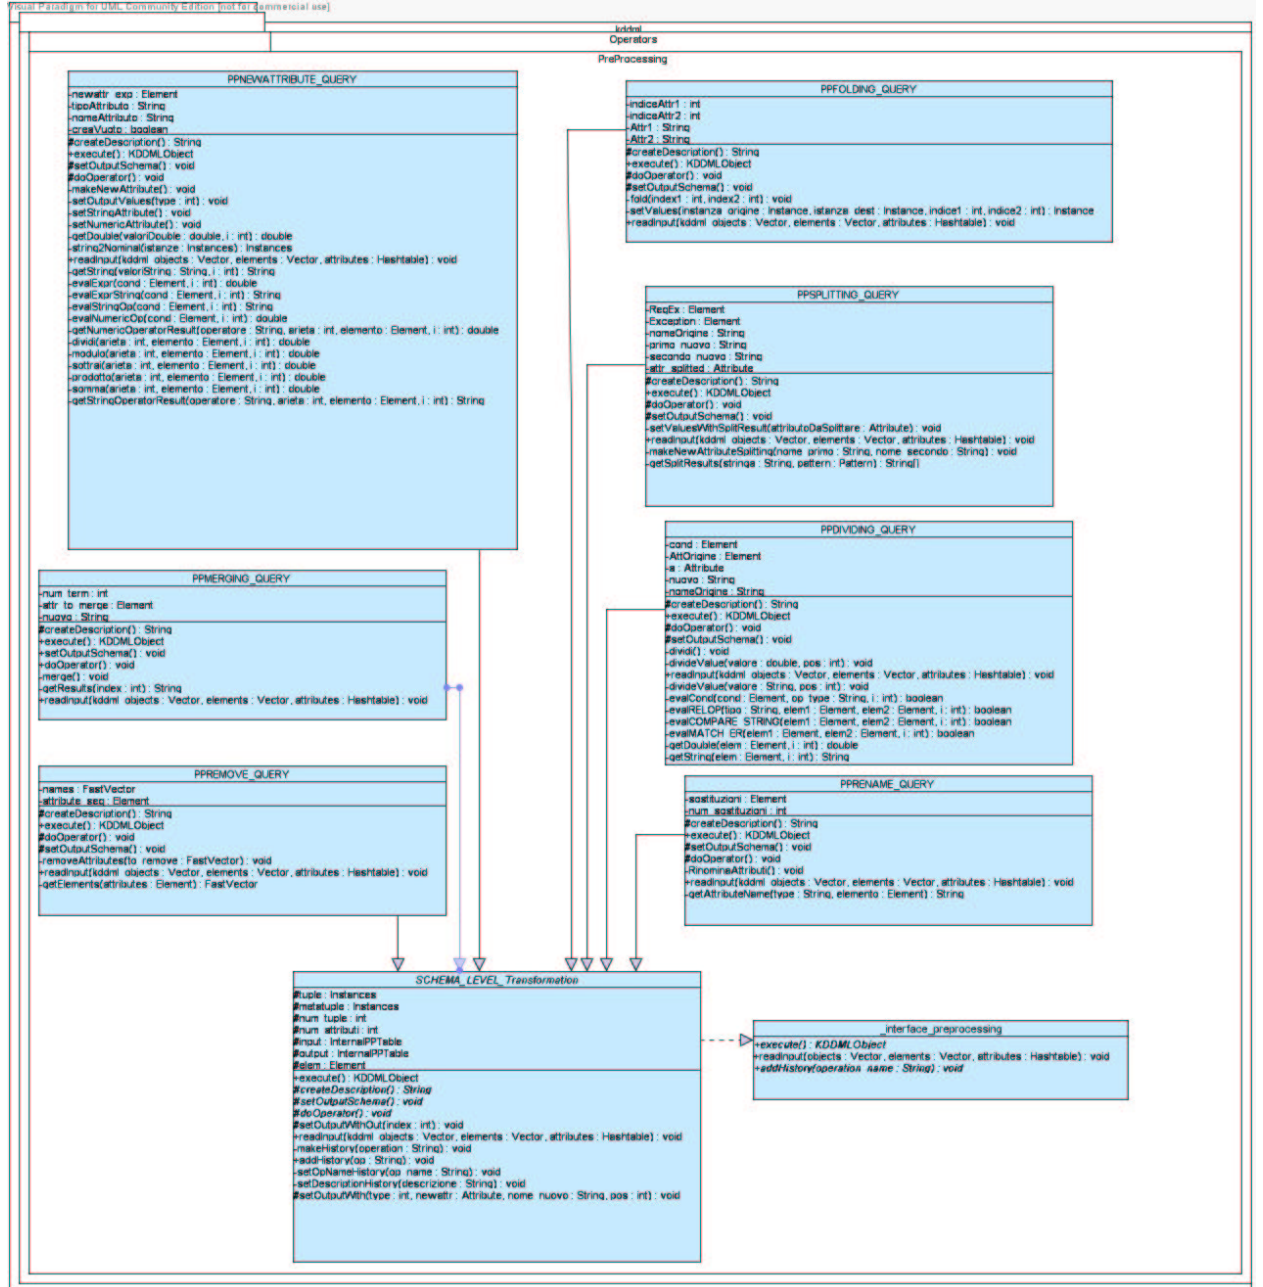 Visual Paradigm for UML Community Edition [not for commercial use]
kddml
Operators
PreProcessing
PPNEWATTRIBUTE_QUERY
-newattr_exp : Element
-tipoAttributo : String
-nomeAttributo : String
-creaVuoto : boolean
#createDescription() : String
+execute() : KDDMLObject
#setOutputSchema() : void
#doOperator() : void
-makeNewAttribute() : void
-setOutputValues(type : int) : void
-setStringAttribute() : void
-setNumericAttribute() : void
-getDouble(valoriDouble : double, i : int) : double
-string2Nominal(istanze : Instances) : Instances
+readInput(kddml_objects : Vector, elements : Vector, attributes : Hashtable) : void
-getString(valoriString : String, i : int) : String
-evalExpr(cond : Element, i : int) : double
-evalExprString(cond : Element, i : int) : String
-evalStringOp(cond : Element, i : int) : String
-evalNumericOp(cond : Element, i : int) : double
-getNumericOperatorResult(operatore : String, arieta : int, elemento : Element, i : int) : double
-dividi(arieta : int, elemento : Element, i : int) : double
-modulo(arieta : int, elemento : Element, i : int) : double
-sottrai(arieta : int, elemento : Element, i : int) : double
-prodotto(arieta : int, elemento : Element, i : int) : double
-somma(arieta : int, elemento : Element, i : int) : double
-getStringOperatorResult(operatore : String, arieta : int, elemento : Element, i : int) : String
PPFOLDING_QUERY
-indiceAttr1 : int
-indiceAttr2 : int
-Attr1 : String
-Attr2 : String
#createDescription() : String
+execute() : KDDMLObject
#doOperator() : void
#setOutputSchema() : void
-fold(index1 : int, index2 : int) : void
-setValues(instanza_origine : Instance, istanza_dest : Instance, indice1 : int, indice2 : int) : Instance
+readInput(kddml_objects : Vector, elements : Vector, attributes : Hashtable) : void
PPSPLITTING_QUERY
-RegEx : Element
-Exception : Element
-nomeOrigine : String
-primo_nuovo : String
-secondo_nuovo : String
-attr_splitted : Attribute
#createDescription() : String
+execute() : KDDMLObject
#doOperator() : void
#setOutputSchema() : void
-setValuesWithSplitResult(attributoDaSplittare : Attribute) : void
+readInput(kddml_objects : Vector, elements : Vector, attributes : Hashtable) : void
-makeNewAttributeSplitting(nome_primo : String, nome_secondo : String) : void
-getSplitResults(stringa : String, pattern : Pattern) : String[]
PPDIVIDING_QUERY
-cond : Element
-AttOrigine : Element
-a : Attribute
-nuovo : String
-nomeOrigine : String
#createDescription() : String
+execute() : KDDMLObject
#doOperator() : void
#setOutputSchema() : void
-dividi() : void
-divideValue(valore : double, pos : int) : void
+readInput(kddml_objects : Vector, elements : Vector, attributes : Hashtable) : void
-divideValue(valore : String, pos : int) : void
-evalCond(cond : Element, op_type : String, i : int) : boolean
-evalRELOP(tipo : String, elem1 : Element, elem2 : Element, i : int) : boolean
-evalCOMPARE_STRING(elem1 : Element, elem2 : Element, i : int) : boolean
-evalMATCH_ER(elem1 : Element, elem2 : Element, i : int) : boolean
-getDouble(elem : Element, i : int) : double
-getString(elem : Element, i : int) : String
PPMERGING_QUERY
-num_term : int
-attr_to_merge : Element
-nuovo : String
#createDescription() : String
+execute() : KDDMLObject
+setOutputSchema() : void
+doOperator() : void
-merge() : void
-getResults(index : int) : String
+readInput(kddml_objects : Vector, elements : Vector, attributes : Hashtable) : void
PPREMOVE_QUERY
-names : FastVector
-attribute_seq : Element
#createDescription() : String
+execute() : KDDMLObject
#doOperator() : void
#setOutputSchema() : void
-removeAttributes(to_remove : FastVector) : void
+readInput(kddml_objects : Vector, elements : Vector, attributes : Hashtable) : void
-getElements(attributes : Element) : FastVector
PPRENAME_QUERY
-sostituzioni : Element
-num_sostituzioni : int
#createDescription() : String
+execute() : KDDMLObject
#setOutputSchema() : void
#doOperator() : void
-RinominaAttributi() : void
+readInput(kddml_objects : Vector, elements : Vector, attributes : Hashtable) : void
-getAttributeName(type : String, elemento : Element) : String
SCHEMA_LEVEL_Transformation
#tuple : Instances
#metatuple : Instances
#num_tuple : int
#num_attributi : int
#input : InternalPPTable
#output : InternalPPTable
#elem : Element
+execute() : KDDMLObject
#createDescription() : String
#setOutputSchema() : void
#doOperator() : void
#setOutputWithOut(index : int) : void
+readInput(kddml_objects : Vector, elements : Vector, attributes : Hashtable) : void
-makeHistory(operation : String) : void
+addHistory(op : String) : void
-setOpNameHistory(op_name : String) : void
-setDescriptionHistory(descrizione : String) : void
#setOutputWith(type : int, newattr : Attribute, nome_nuovo : String, pos : int) : void
_interface_preprocessing
+execute() : KDDMLObject
+readInput(objects : Vector, elements : Vector, attributes : Hashtable) : void
+addHistory(operation_name : String) : void